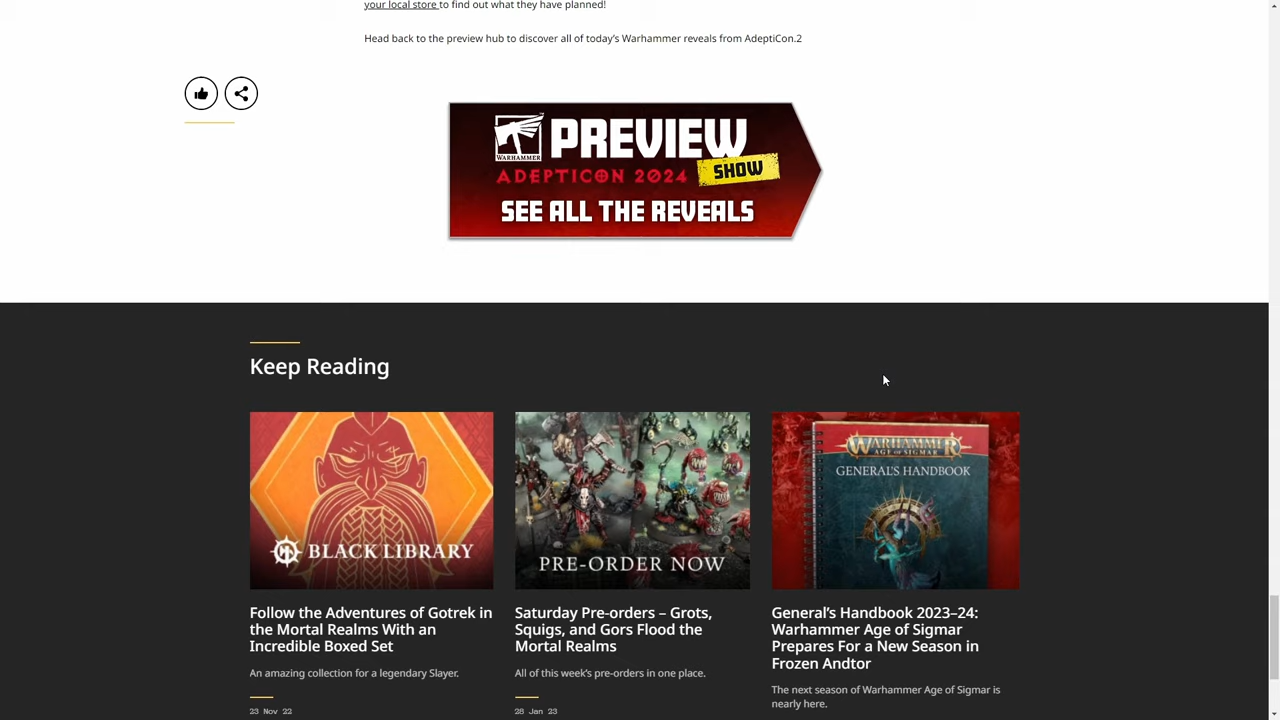 your local store to find out what they have planned!
Head back to the preview hub to discover all of today's Warhammer reveals from AdeptiCon.2
WARHAMMER
PREVIEW
SHOW
ADEPTICON 2024
SEE ALL THE REVEALS
Keep Reading
BLACK LIBRARY
Follow the Adventures of Gotrek in
the Mortal Realms With an
Incredible Boxed Set
An amazing collection for a legendary Slayer.
23 Nov 22
PRE-ORDER NOW
Saturday Pre-orders – Grots,
Squigs, and Gors Flood the
Mortal Realms
All of this week's pre-orders in one place.
28 Jan 23
WARHAMMER
AGE OF SIGMAR
GENERAL'S HANDBOOK
General's Handbook 2023–24:
Warhammer Age of Sigmar
Prepares For a New Season in
Frozen Andtor
The next season of Warhammer Age of Sigmar is
nearly here.